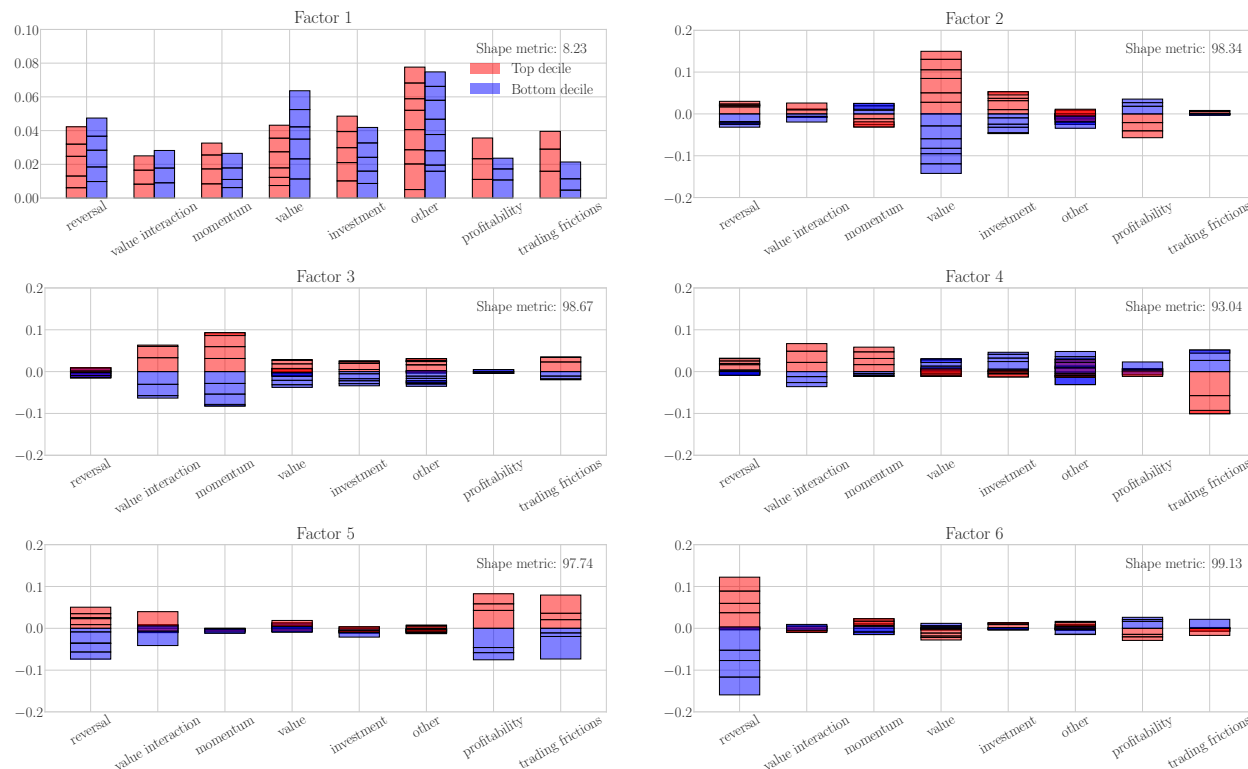 Factor 1
0.10
0.08
0.06
0.04
0.02
0.00
Shape metric: 8.23
Top decile
Bottom decile
reversal
value interaction
momentum
value
investment
other
profitability
trading frictions
Factor 2
0.2
0.1
0.0
−0.1
−0.2
Shape metric: 98.34
reversal
value interaction
momentum
value
investment
other
profitability
trading frictions
Factor 3
0.2
0.1
0.0
−0.1
−0.2
Shape metric: 98.67
reversal
value interaction
momentum
value
investment
other
profitability
trading frictions
Factor 4
0.2
0.1
0.0
−0.1
−0.2
Shape metric: 93.04
reversal
value interaction
momentum
value
investment
other
profitability
trading frictions
Factor 5
0.2
0.1
0.0
−0.1
−0.2
Shape metric: 97.74
reversal
value interaction
momentum
value
investment
other
profitability
trading frictions
Factor 6
0.2
0.1
0.0
−0.1
−0.2
Shape metric: 99.13
reversal
value interaction
momentum
value
investment
other
profitability
trading frictions